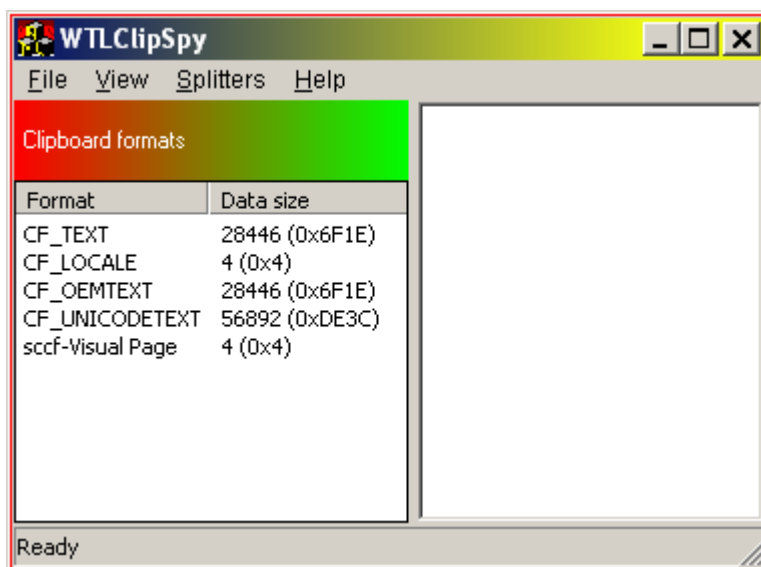 WTLClipSpy
File View Splitters Help
Clipboard formats
Format Data size
CF_TEXT 28446 (0x6F1E)
CF_LOCALE 4 (0x4)
CF_OEMTEXT 28446 (0x6F1E)
CF_UNICODETEXT 56892 (0xDE3C)
sccf-Visual Page 4 (0x4)
Ready